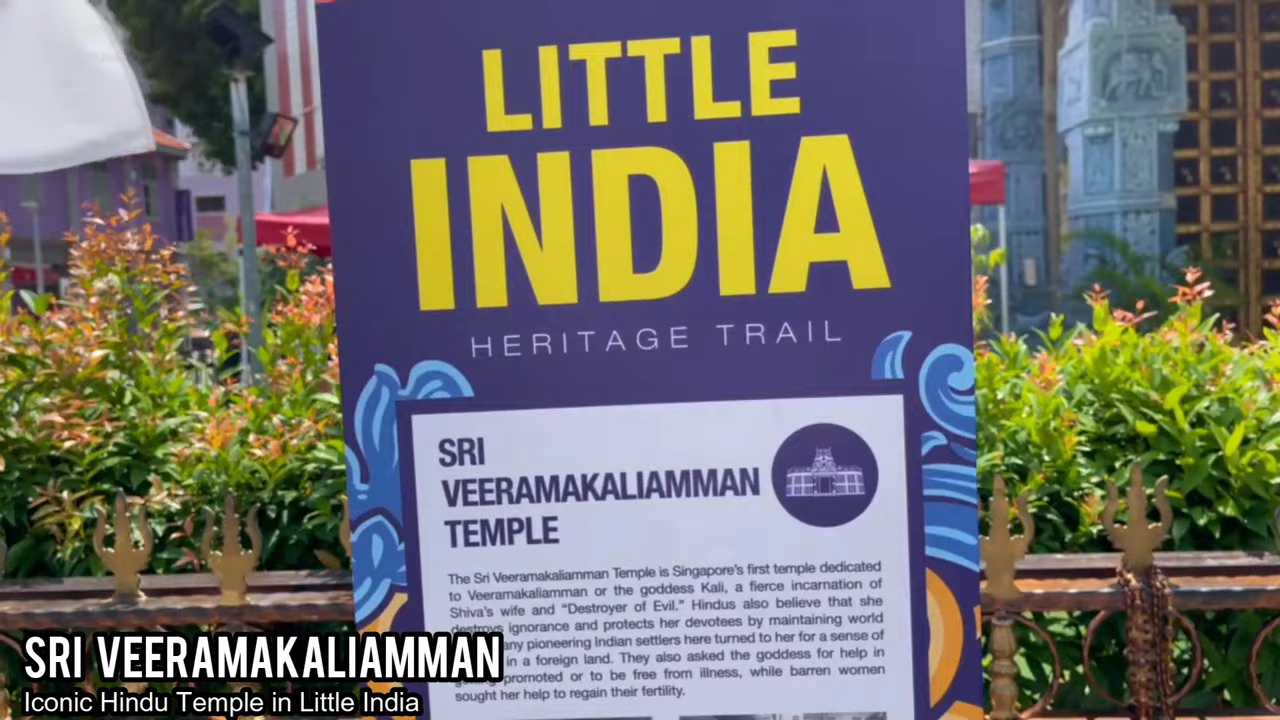 LITTLE
INDIA
HERITAGE TRAIL
SRI
VEERAMAKALIAMMAN
TEMPLE
The Sri Veeramakaliamman Temple is Singapore's first temple dedicated
to Veeramakaliamman or the goddess Kali, a fierce incarnation of
Shiva's wife and “Destroyer of Evil.” Hindus also believe that she
destroys ignorance and protects her devotees by maintaining world
pioneering Indian settlers here turned to her for a sense of
in a foreign land. They also asked the goddess for help in
promoted or to be free from illness, while barren women
sought her help to regain their fertility.
SRI VEERAMAKALIAMMAN
Iconic Hindu Temple in Little India